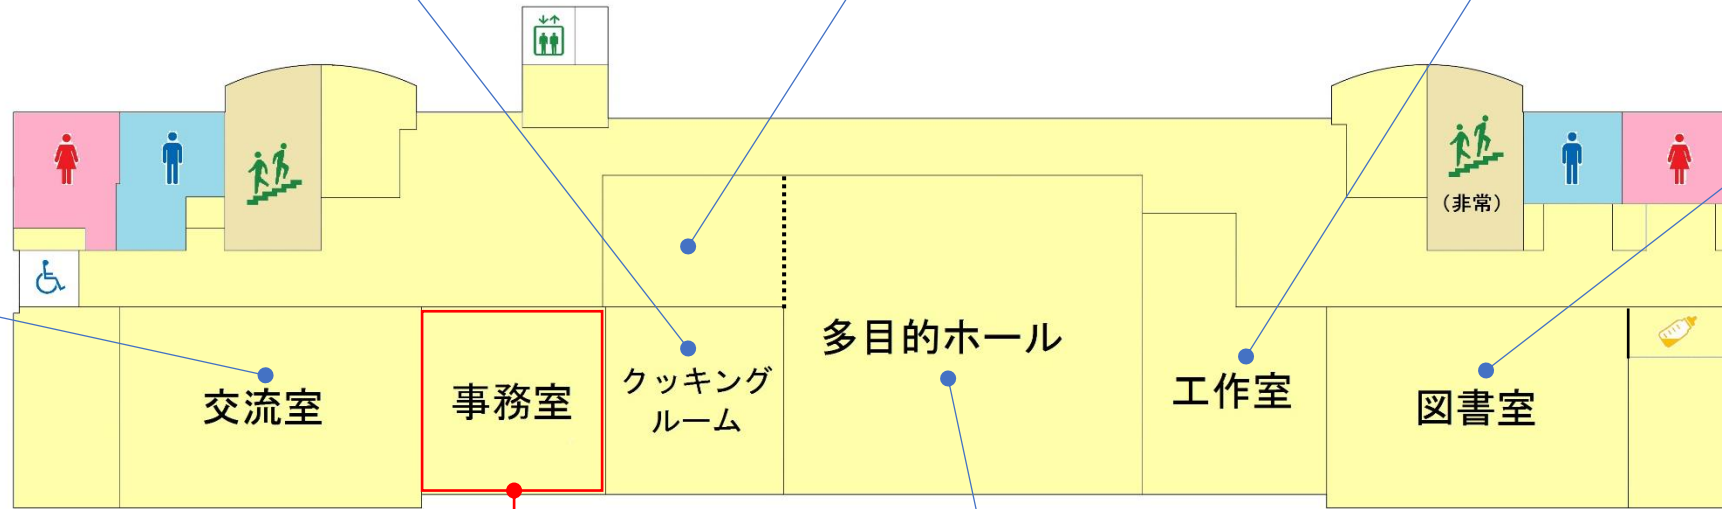 (非常)
交流室
事務室
クッキング
ルーム
多目的ホール
工作室
図書室